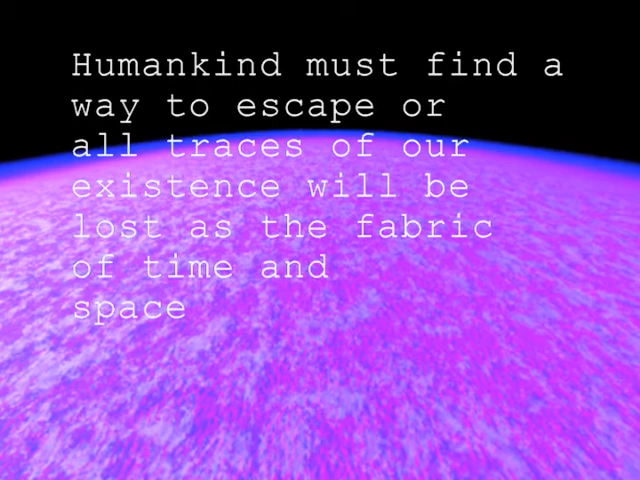 Humankind must find a
way to escape or
all traces of our
existence will be
lost as the fabric
of time and
space